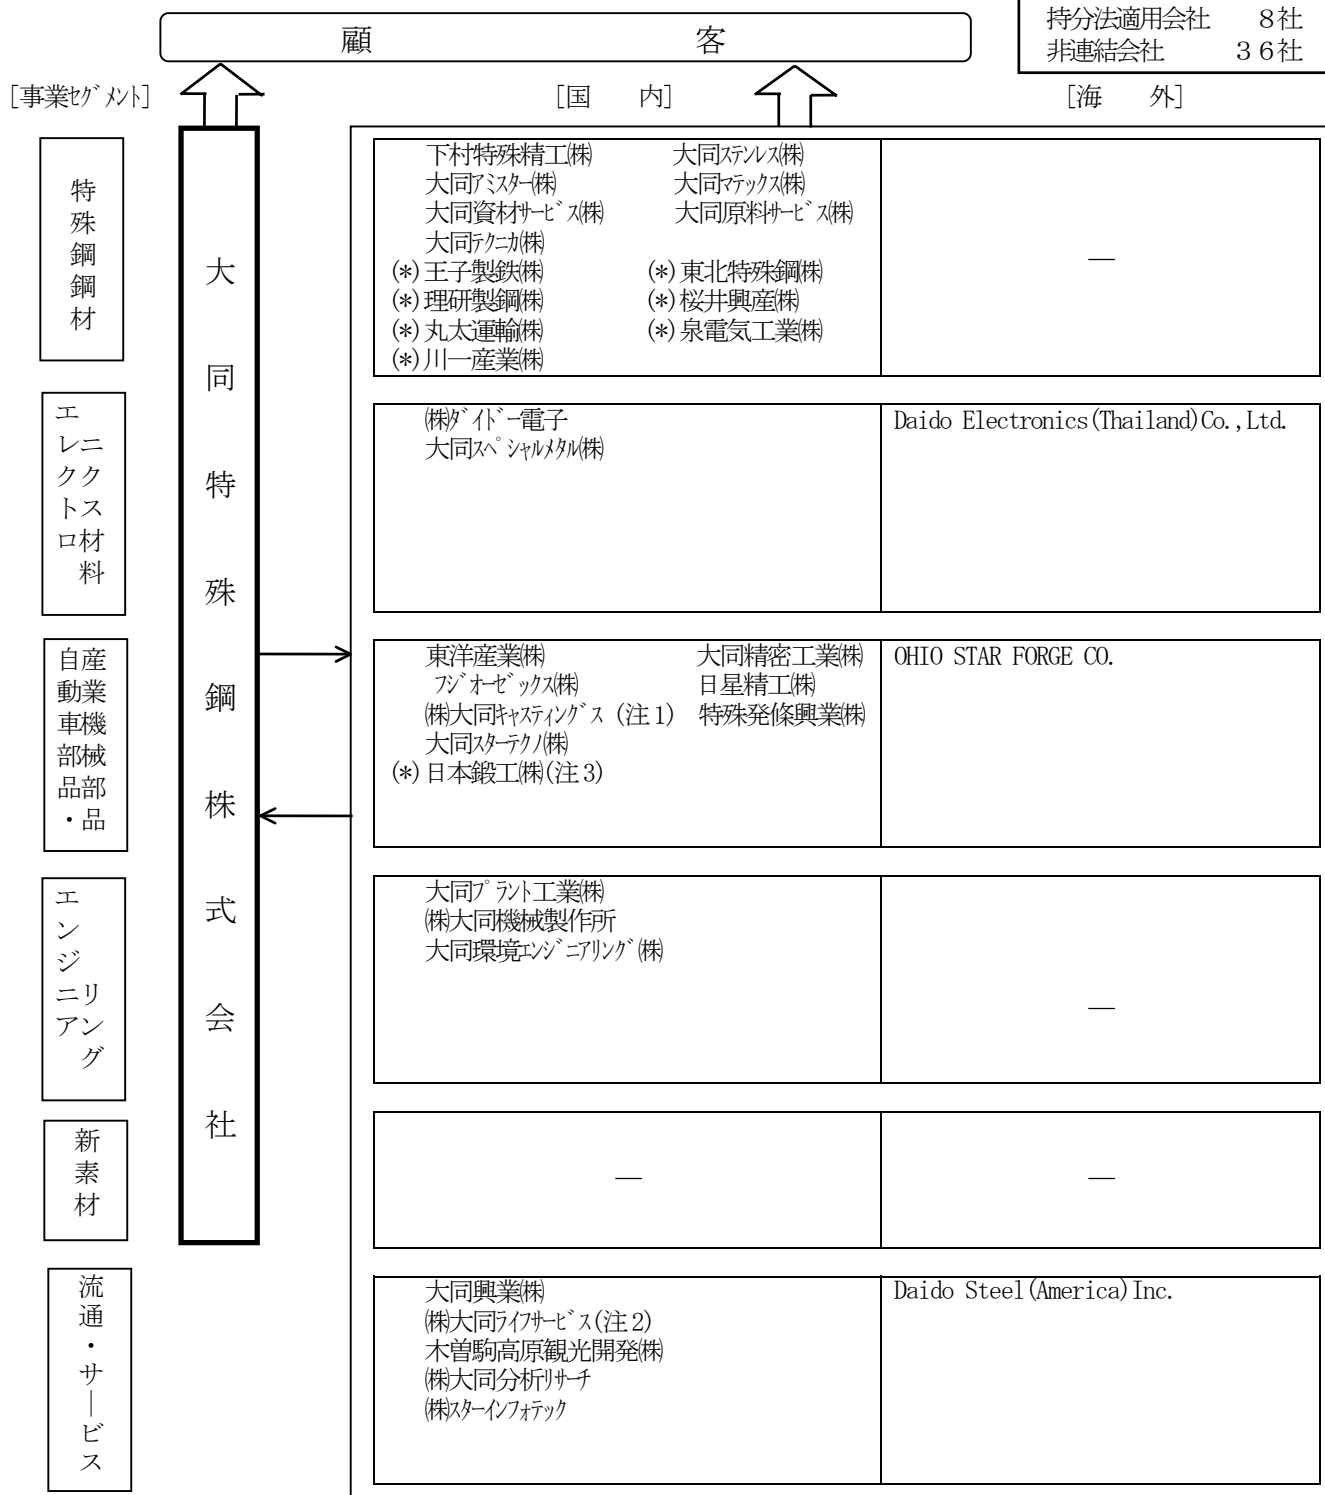 持分法適用会社　　８社
非連結会社　　３６社
顧　　　客
[事業ｾｸﾞﾒﾝﾄ]
[国　　内]
[海　　外]
特殊鋼鋼材
下村特殊精工㈱　大同ｽﾃﾝﾚｽ㈱
大同ｱﾐｽﾀｰ㈱　大同ﾏﾃｯｸｽ㈱
大同資材ｻｰﾋﾞｽ㈱　大同原料ｻｰﾋﾞｽ㈱
大同ﾃｸﾆｶ㈱
(*)王子製鉄㈱　(*)東北特殊鋼㈱
(*)理研製鋼㈱　(*)桜井興産㈱
(*)丸太運輸㈱　(*)泉電気工業㈱
(*)川一産業㈱
―
大同特殊鋼株式会社
エレクトロ
ニクス材料
㈱ﾀﾞｲﾄﾞｰ電子
大同ｽﾍﾟｼｬﾙﾒﾀﾙ㈱
Daido Electronics(Thailand)Co.,Ltd.
自動車部品・
産業機械部品
東洋産業㈱　大同精密工業㈱
ﾌｼﾞｵｰｾﾞｯｸｽ㈱　日星精工㈱
㈱大同ｷｬｽﾃｨﾝｸﾞｽ(注1)　特殊発條興業㈱
大同ｽﾀｰﾃｸﾉ㈱
(*)日本鍛工㈱(注3)
OHIO STAR FORGE CO.
エンジニア
リング
大同ﾌﾟﾗﾝﾄ工業㈱
㈱大同機械製作所
大同環境ｴﾝｼﾞﾆｱﾘﾝｸﾞ㈱
―
新素材
―
―
流通・サービス
大同興業㈱
㈱大同ﾗｲﾌｻｰﾋﾞｽ(注2)
木曽駒高原観光開発㈱
㈱大同分析ﾘｻｰﾁ
㈱ｽﾀｰｲﾝﾌｫﾃｯｸ
Daido Steel(America)Inc.